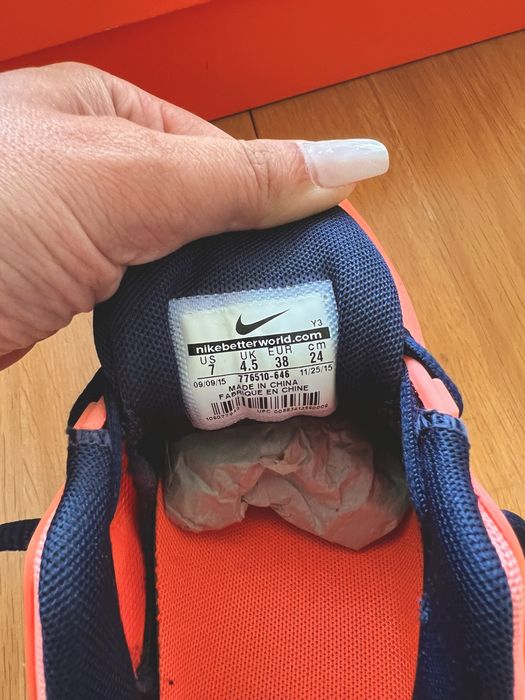 Y3
nikebetterworld.com
US UK EUR cm
7 4.5 38 24
09/09/15 776510-646 11/25/15
MADE IN CHINA
FABRIQUE EN CHINE
UPC